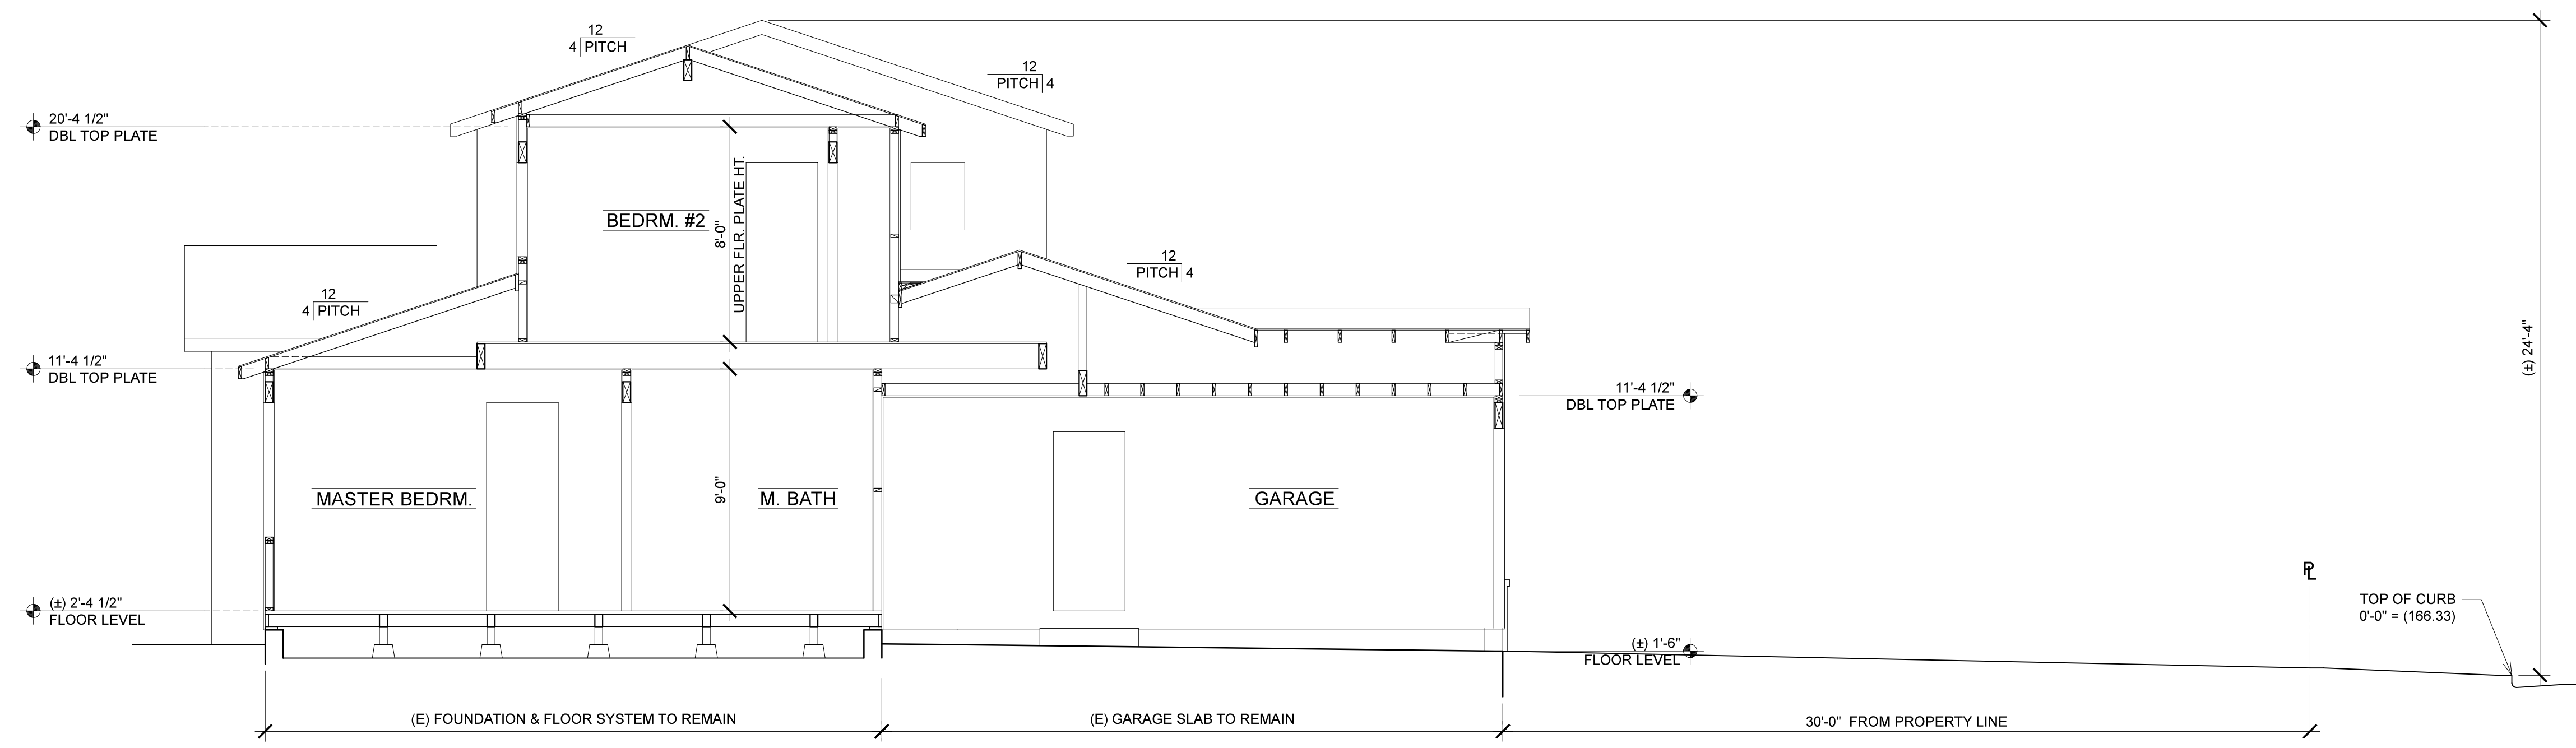 12
4 PITCH
12
PITCH 4
20'-4 1/2"
DBL TOP PLATE
BEDRM. #2
8'-0"
UPPER FLR. PLATE HT.
12
PITCH 4
12
4 PITCH
11'-4 1/2"
DBL TOP PLATE
11'-4 1/2"
DBL TOP PLATE
(±) 24'-4"
MASTER BEDRM.
9'-0"
M. BATH
GARAGE
PL
TOP OF CURB
0'-0" = (166.33)
(±) 2'-4 1/2"
FLOOR LEVEL
(±) 1'-6"
FLOOR LEVEL
(E) FOUNDATION & FLOOR SYSTEM TO REMAIN
(E) GARAGE SLAB TO REMAIN
30'-0" FROM PROPERTY LINE